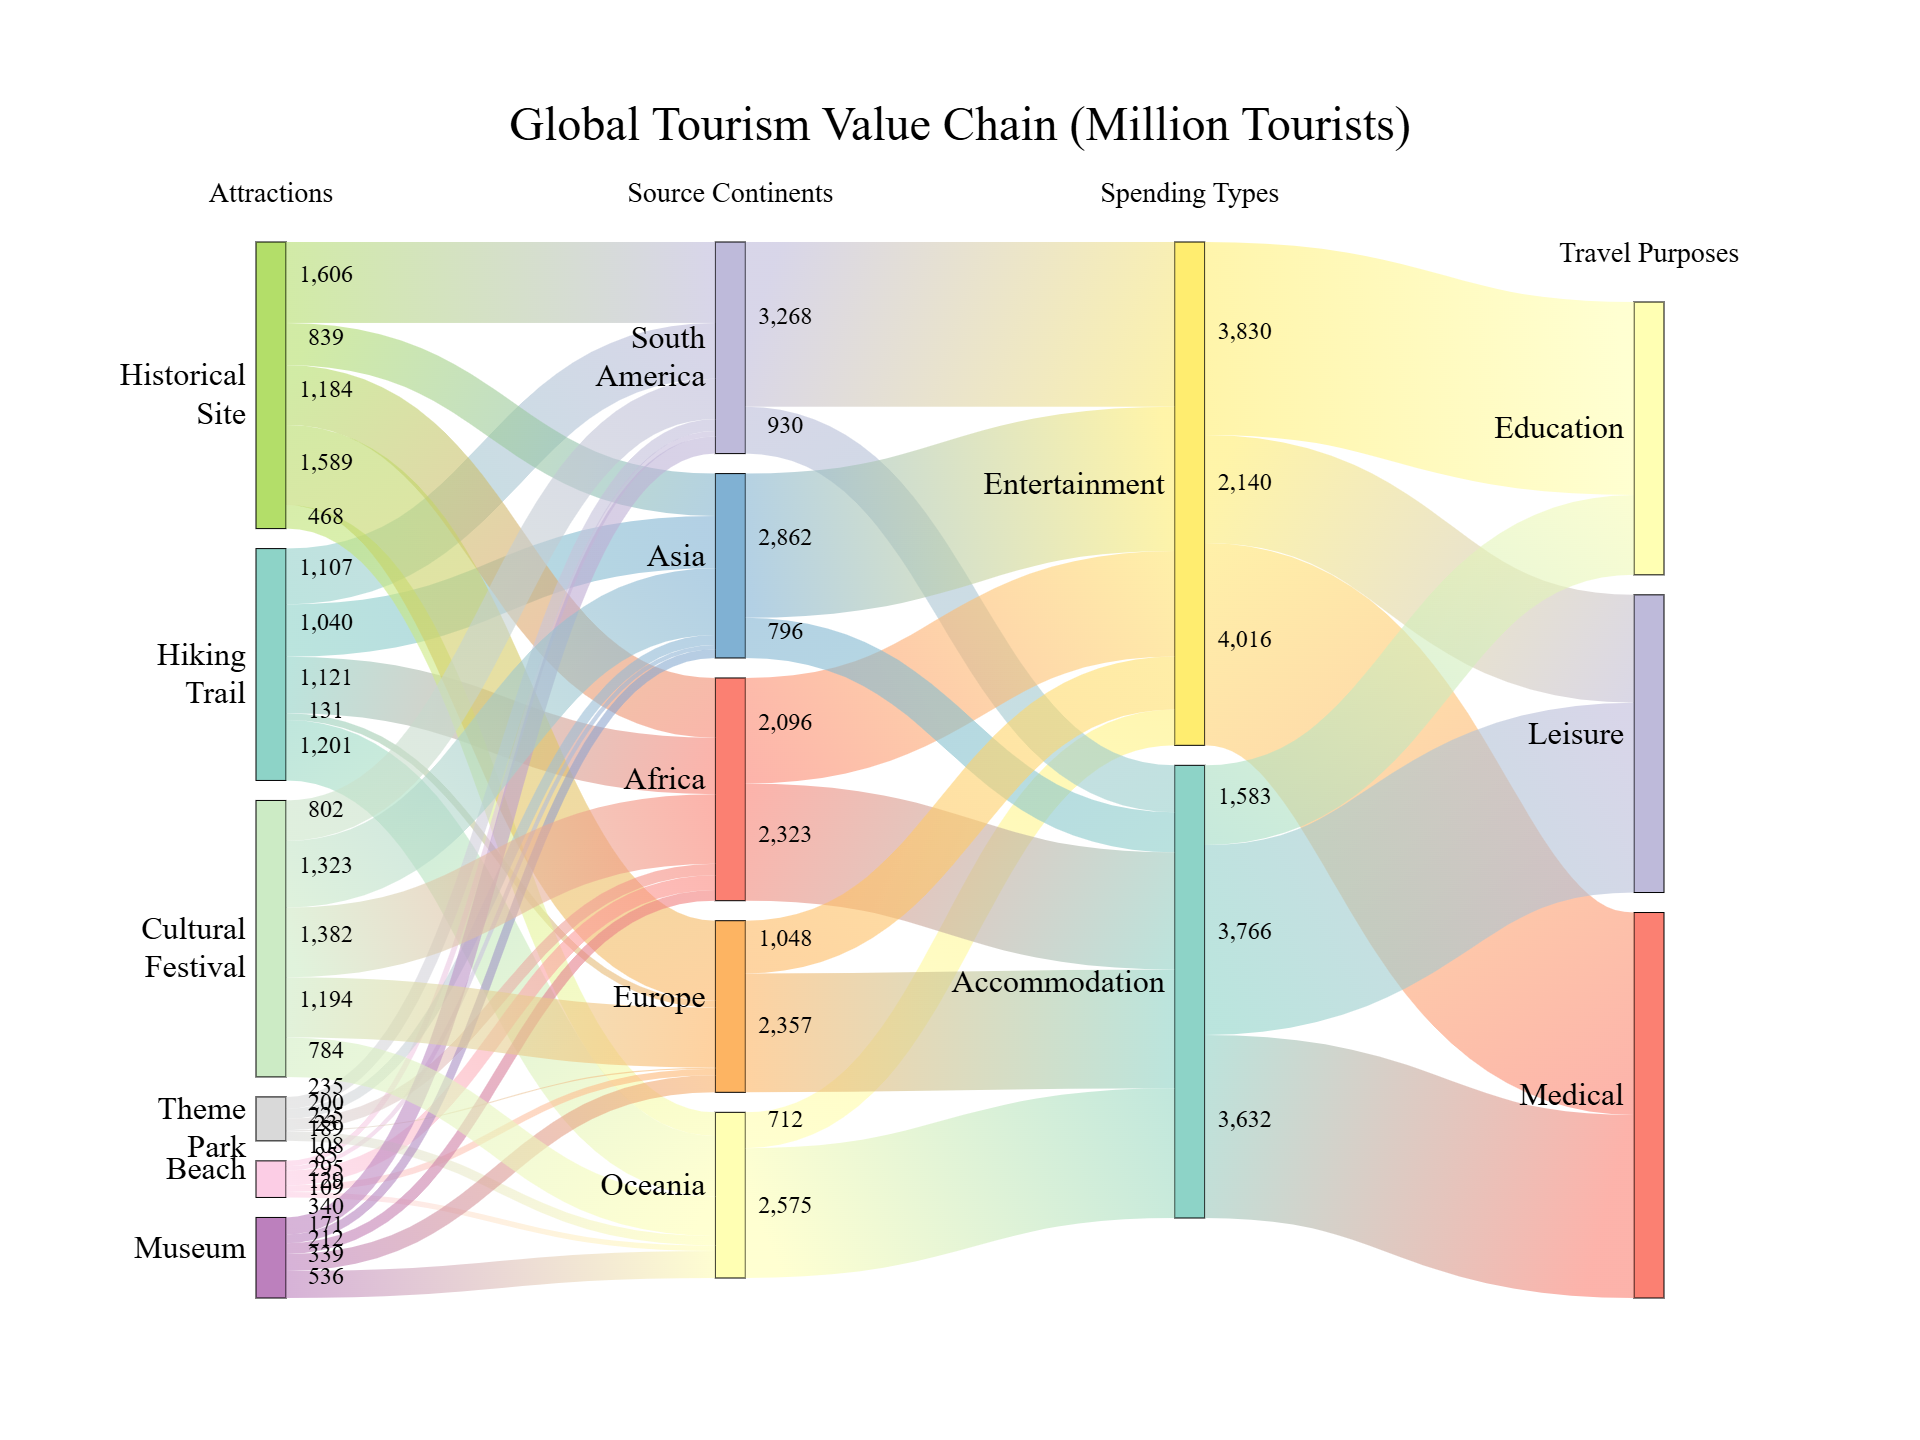 Global Tourism Value Chain (Million Tourists)
Attractions
Source Continents
Spending Types
Travel Purposes
Historical
Site
Hiking
Trail
Cultural
Festival
Theme
Park
Beach
Museum
1,606
839
1,184
1,589
468
1,107
1,040
1,121
131
1,201
802
1,323
1,382
1,194
784
235
200
225
189
108
85
295
109
340
171
212
339
536
South
America
Asia
Africa
Europe
Oceania
3,268
930
2,862
796
2,096
2,323
1,048
2,357
712
2,575
Entertainment
Accommodation
3,830
2,140
4,016
1,583
3,766
3,632
Education
Leisure
Medical